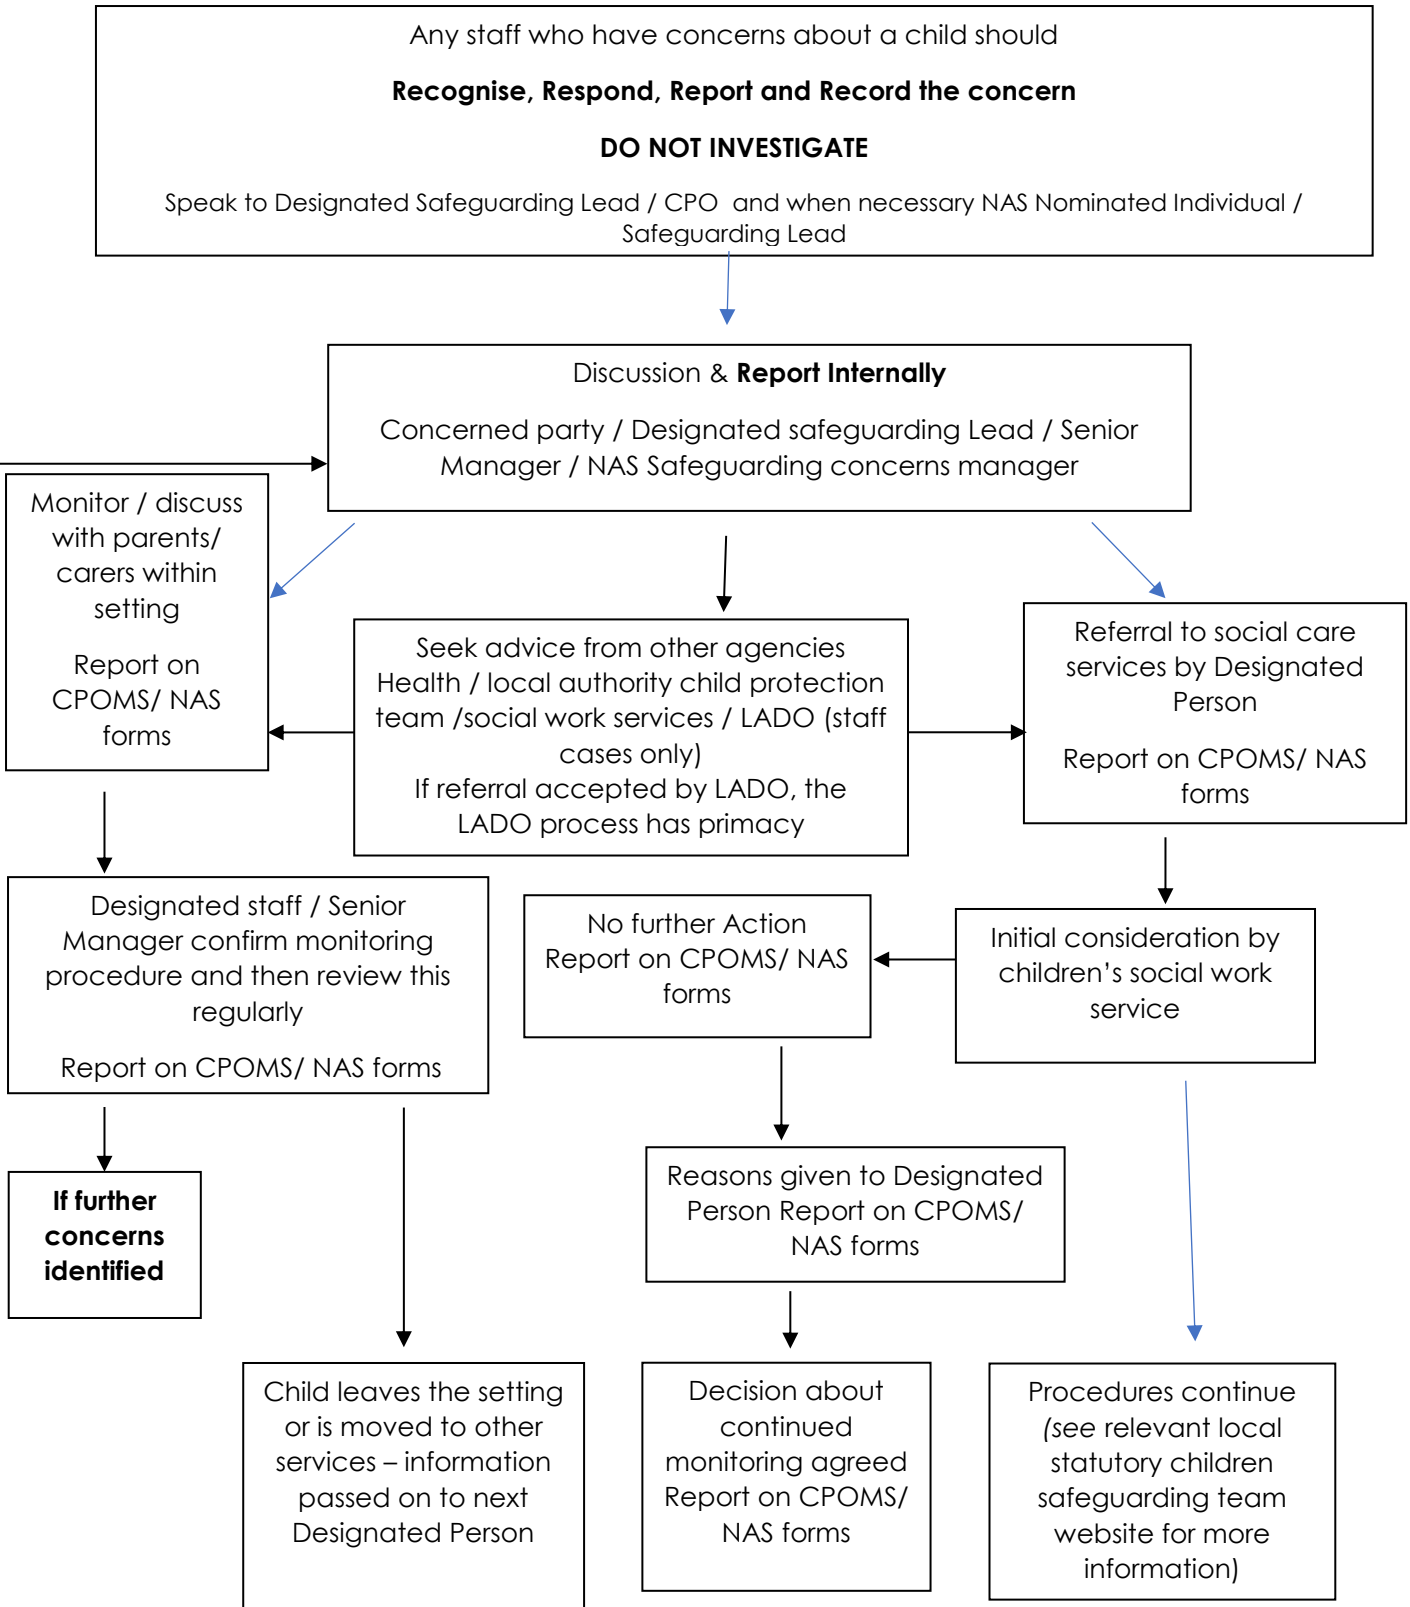 Any staff who have concerns about a child should
Recognise, Respond, Report and Record the concern
DO NOT INVESTIGATE
Speak to Designated Safeguarding Lead / CPO  and when necessary NAS Nominated Individual /
Safeguarding Lead
Discussion & Report Internally
Concerned party / Designated safeguarding Lead / Senior
Manager / NAS Safeguarding concerns manager
Monitor / discuss
with parents/
carers within
setting
Report on
CPOMS/ NAS
forms
Seek advice from other agencies
Health / local authority child protection
team /social work services / LADO (staff
cases only)
If referral accepted by LADO, the
LADO process has primacy
Referral to social care
services by Designated
Person
Report on CPOMS/ NAS
forms
Designated staff / Senior
Manager confirm monitoring
procedure and then review this
regularly
Report on CPOMS/ NAS forms
No further Action
Report on CPOMS/ NAS
forms
Initial consideration by
children’s social work
service
If further
concerns
identified
Reasons given to Designated
Person Report on CPOMS/
NAS forms
Child leaves the setting
or is moved to other
services – information
passed on to next
Designated Person
Decision about
continued
monitoring agreed
Report on CPOMS/
NAS forms
Procedures continue
(see relevant local
statutory children
safeguarding team
website for more
information)